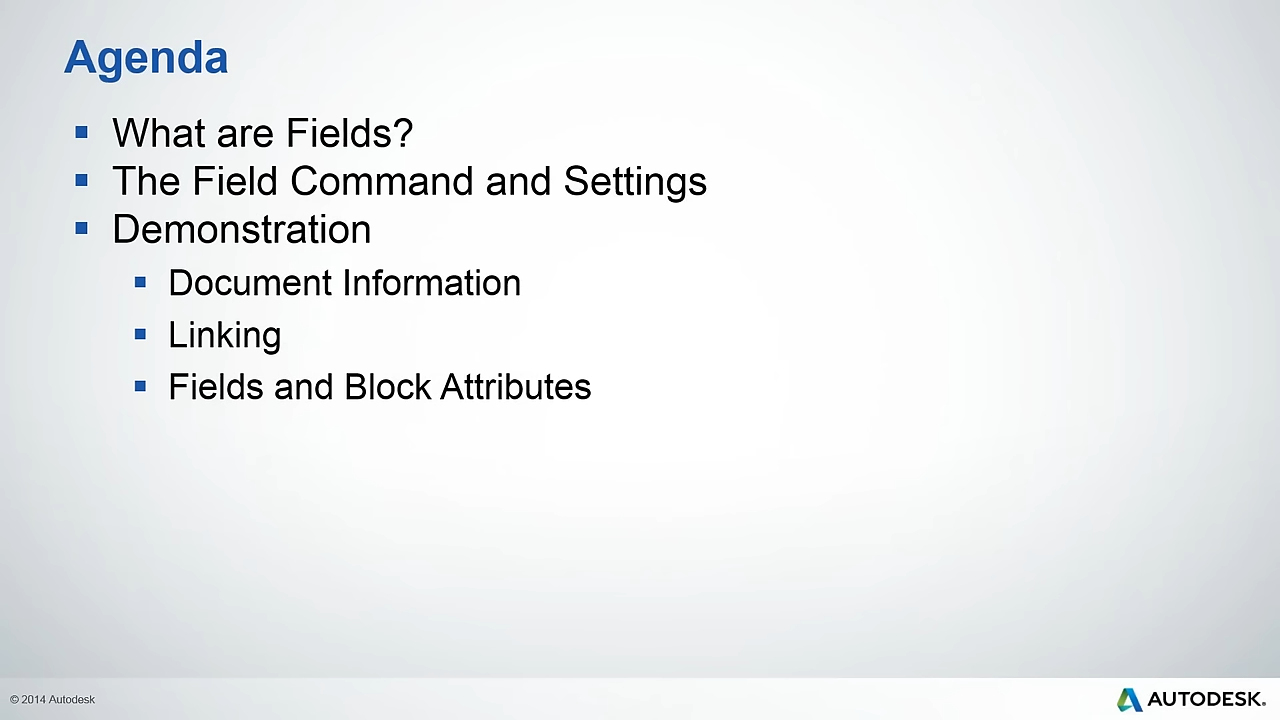 Agenda
▪ What are Fields?
▪ The Field Command and Settings
▪ Demonstration
▪ Document Information
▪ Linking
▪ Fields and Block Attributes
© 2014 Autodesk
AUTODESK.